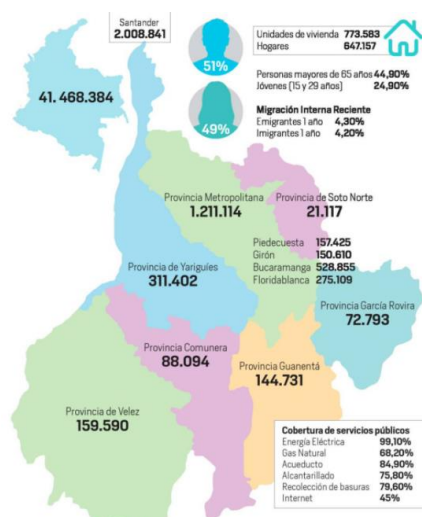 Santander
2.008.841
41.468.384
51%
49%
Unidades de vivienda 773.583
Hogares 647.157
Personas mayores de 65 años 44,90%
Jóvenes (15 y 29 años) 24,90%
Migración Interna Reciente
Emigrantes 1 año 4,30%
Imigrantes 1 año 4,20%
Provincia Metropolitana
1.211.114
Provincia de Soto Norte
21.117
Piedecuesta 157.425
Girón 150.610
Bucaramanga 528.855
Floridablanca 275.109
Provincia de Yariguíes
311.402
Provincia García Rovira
72.793
Provincia Comunera
88.094
Provincia Guanentá
144.731
Provincia de Velez
159.590
Cobertura de servicios públicos
Energía Eléctrica 99,10%
Gas Natural 68,20%
Acueducto 84,90%
Alcantarillado 75,80%
Recolección de basuras 79,60%
Internet 45%